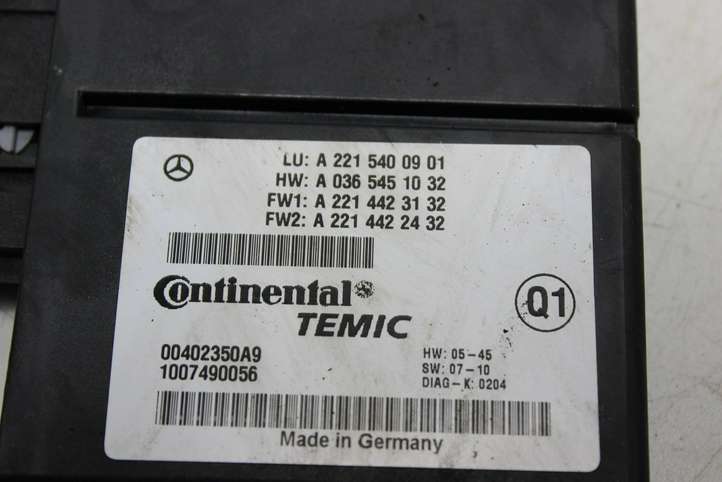 LU: A 221 540 09 01
HW: A 036 545 10 32
FW1: A 221 442 31 32
FW2: A 221 442 24 32
Continental
TEMIC
Q1
00402350A9
1007490056
HW: 05-45
SW: 07-10
DIAG-K: 0204
Made in Germany